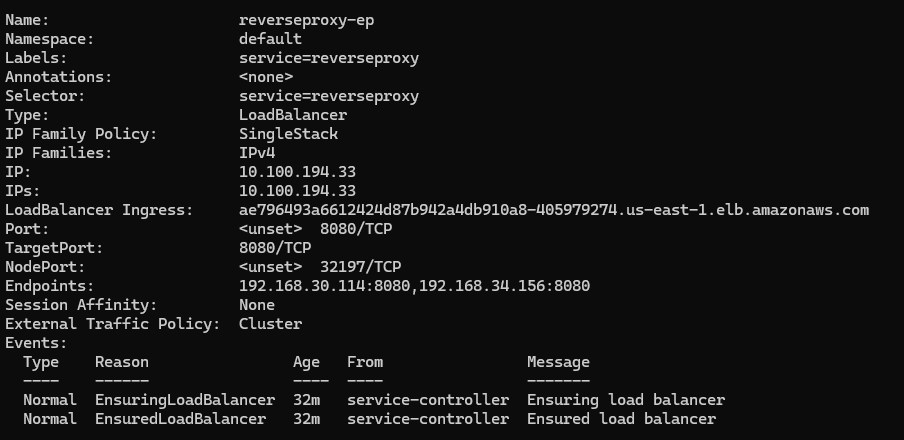 Name: reverseproxy-ep
Namespace: default
Labels: service=reverseproxy
Annotations: <none>
Selector: service=reverseproxy
Type: LoadBalancer
IP Family Policy: SingleStack
IP Families: IPv4
IP: 10.100.194.33
IPs: 10.100.194.33
LoadBalancer Ingress: ae796493a6612424d87b942a4db910a8-405979274.us-east-1.elb.amazonaws.com
Port: <unset> 8080/TCP
TargetPort: 8080/TCP
NodePort: <unset> 32197/TCP
Endpoints: 192.168.30.114:8080,192.168.34.156:8080
Session Affinity: None
External Traffic Policy: Cluster
Events:
Type Reason Age From Message
---- ------ ---- ---- -------
Normal EnsuringLoadBalancer 32m service-controller Ensuring load balancer
Normal EnsuredLoadBalancer 32m service-controller Ensured load balancer